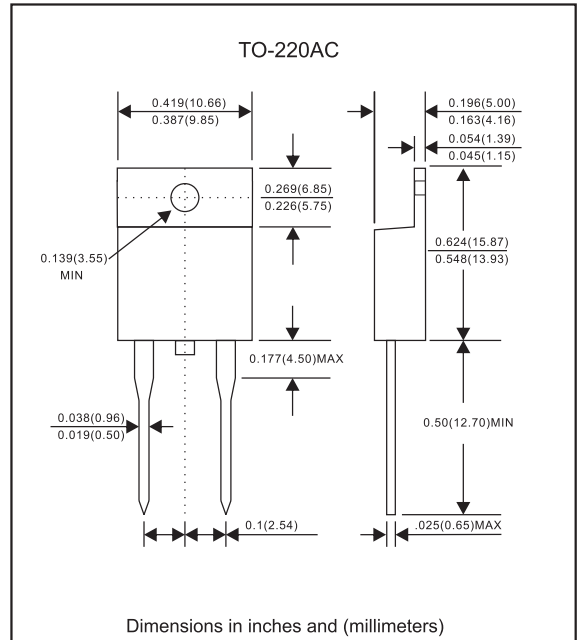 TO-220AC
0.419(10.66)
0.387(9.85)
0.196(5.00)
0.163(4.16)
0.054(1.39)
0.045(1.15)
0.269(6.85)
0.226(5.75)
0.624(15.87)
0.548(13.93)
0.139(3.55)
MIN
0.177(4.50)MAX
0.038(0.96)
0.019(0.50)
0.50(12.70)MIN
0.1(2.54)
.025(0.65)MAX
Dimensions in inches and (millimeters)